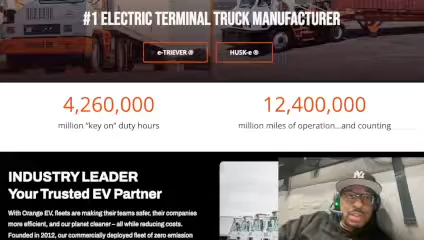 #1 ELECTRIC TERMINAL TRUCK MANUFACTURER
e-TRIEVER ® HUSK-e ®
4,260,000 12,400,000
million "key on" duty hours million miles of operation...and counting
INDUSTRY LEADER
Your Trusted EV Partner
With Orange EV, fleets are making their teams safer, their companies
more efficient, and our planet cleaner – all while reducing costs.
Founded in 2012, our commercially deployed fleet of zero emission